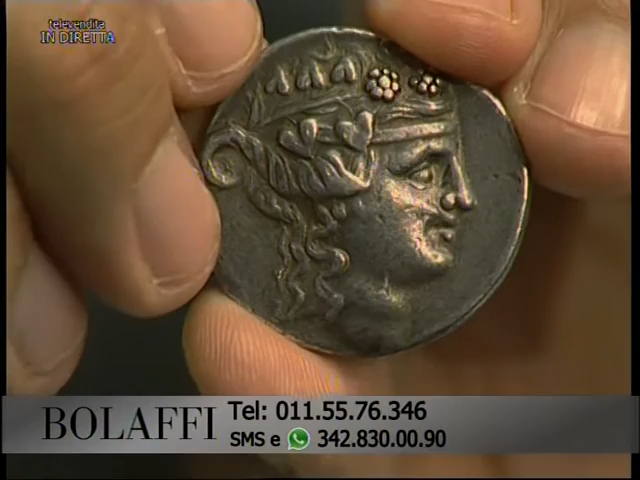 televendita
IN DIRETTA
BOLAFFI
Tel: 011.55.76.346
SMS e 342.830.00.90